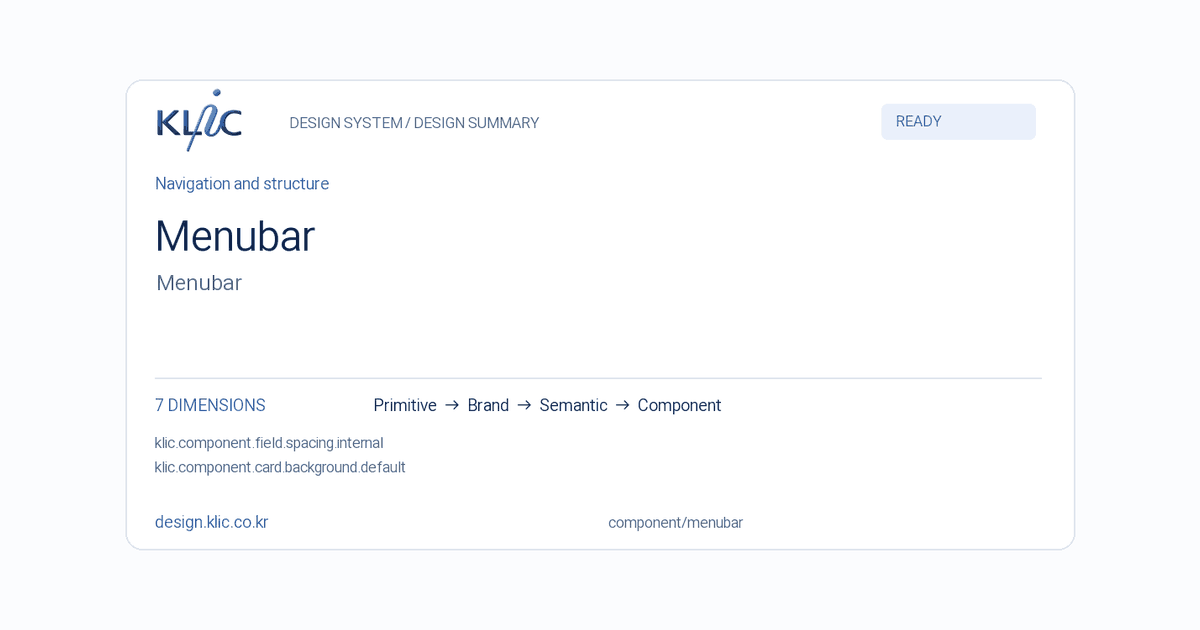 KLiC
DESIGN SYSTEM / DESIGN SUMMARY
READY
Navigation and structure
Menubar
Menubar
7 DIMENSIONS
Primitive → Brand → Semantic → Component
klic.component.field.spacing.internal
klic.component.card.background.default
design.klic.co.kr
component/menubar